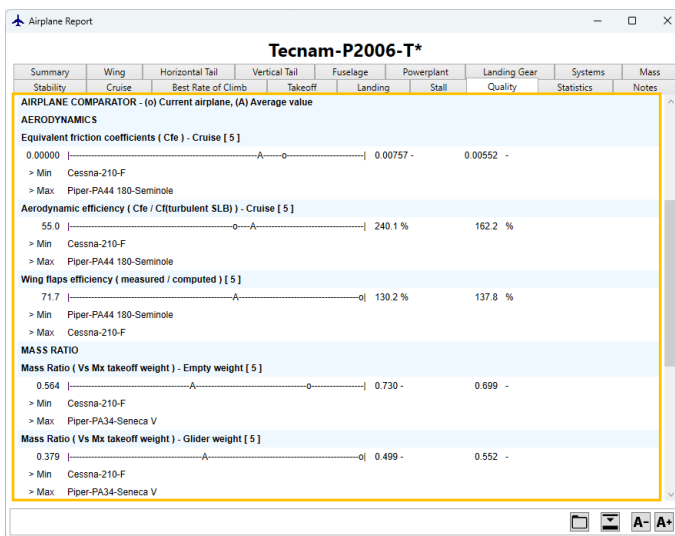 Airplane Report
Tecnam-P2006-T*
Summary Wing Horizontal Tail Vertical Tail Fuselage Powerplant Landing Gear Systems Mass
Stability Cruise Best Rate of Climb Takeoff Landing Stall Quality Statistics Notes
AIRPLANE COMPARATOR - (o) Current airplane, (A) Average value
AERODYNAMICS
Equivalent friction coefficients ( Cfe ) - Cruise [ 5 ]
0.00000 |--------------------------------------------------A------o---------------------------| 0.00757 - 0.00552 -
> Min Cessna-210-F
> Max Piper-PA44 180-Seminole
Aerodynamic efficiency ( Cfe / Cf(turbulent SLB) ) - Cruise [ 5 ]
55.0 |-------------------------------------------o----A---------------------------------| 240.1 % 162.2 %
> Min Cessna-210-F
> Max Piper-PA44 180-Seminole
Wing flaps efficiency ( measured / computed ) [ 5 ]
71.7 |-------------------------------------------A---------------------------------o| 130.2 % 137.8 %
> Min Piper-PA44 180-Seminole
> Max Cessna-210-F
MASS RATIO
Mass Ratio ( Vs Mx takeoff weight ) - Empty weight [ 5 ]
0.564 |--------------------------------A------------------------------o--------------| 0.730 - 0.699 -
> Min Cessna-210-F
> Max Piper-PA34-Seneca V
Mass Ratio ( Vs Mx takeoff weight ) - Glider weight [ 5 ]
0.379 |-----------------------------------A-----------------------------------------o| 0.499 - 0.552 -
> Min Cessna-210-F
> Max Piper-PA34-Seneca V
A- A+